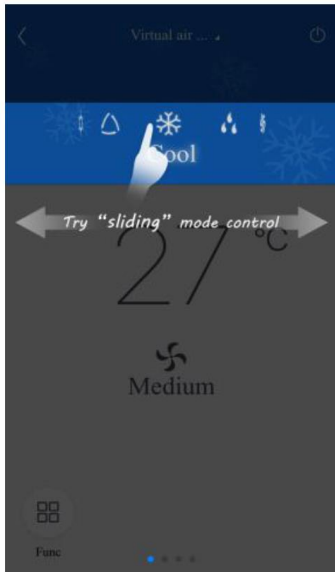 Virtual air ...
Cool
Try “sliding” mode control
27 °C
Medium
Func